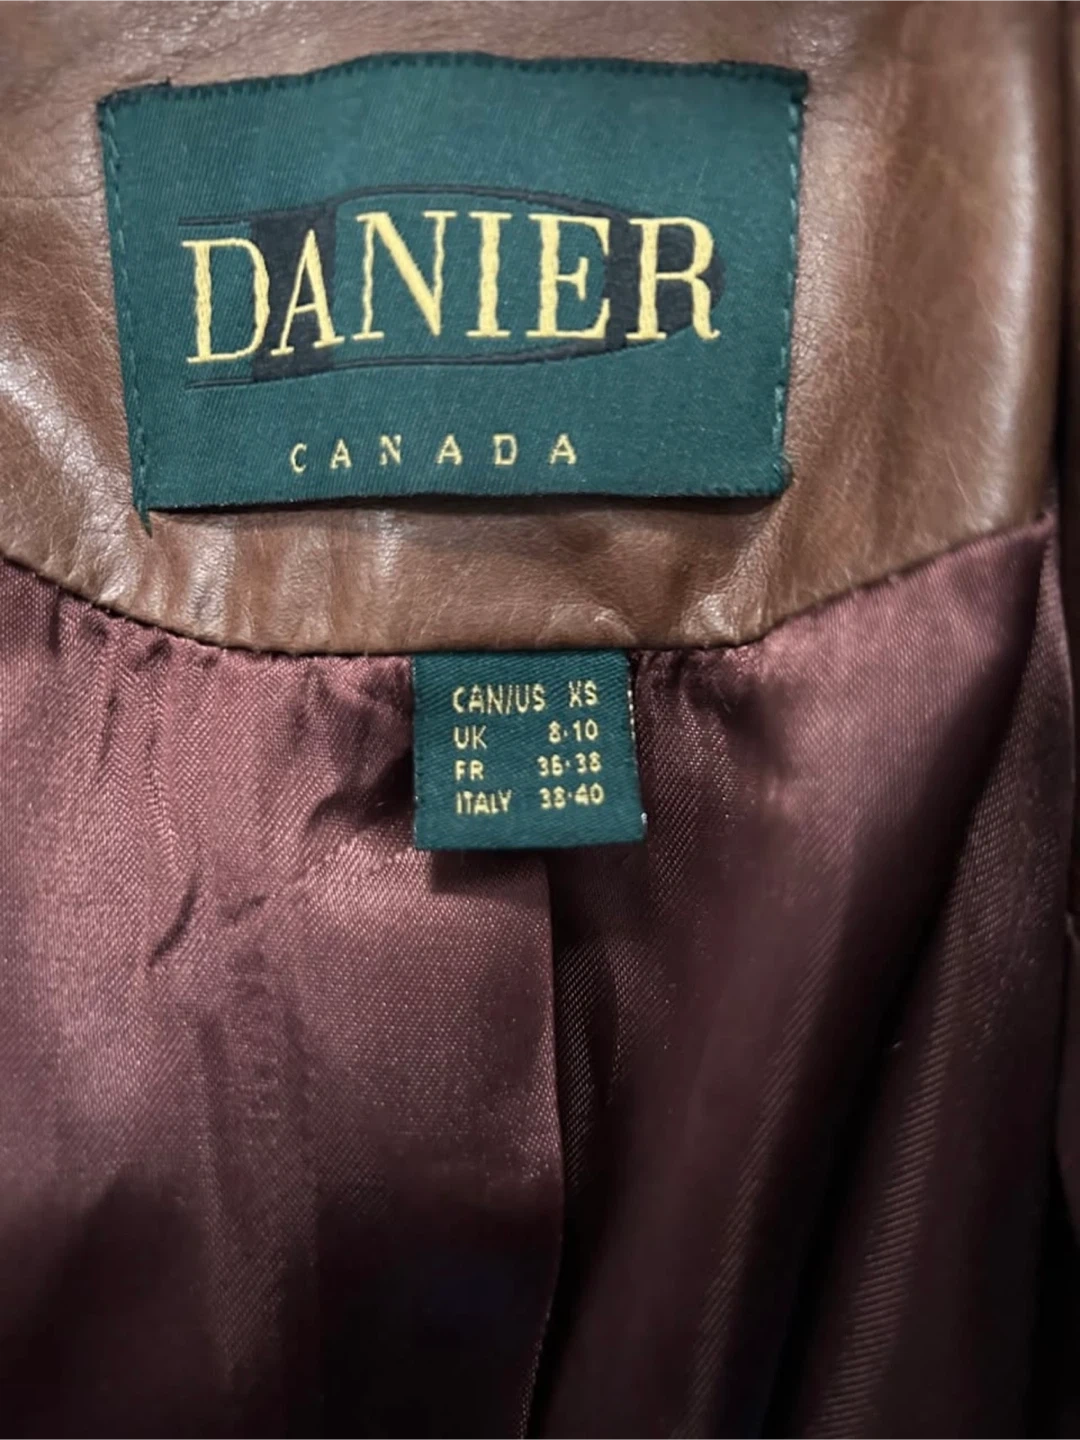 DANIER
CANADA
CAN/US XS
UK 8·10
FR 36·38
ITALY 38·40